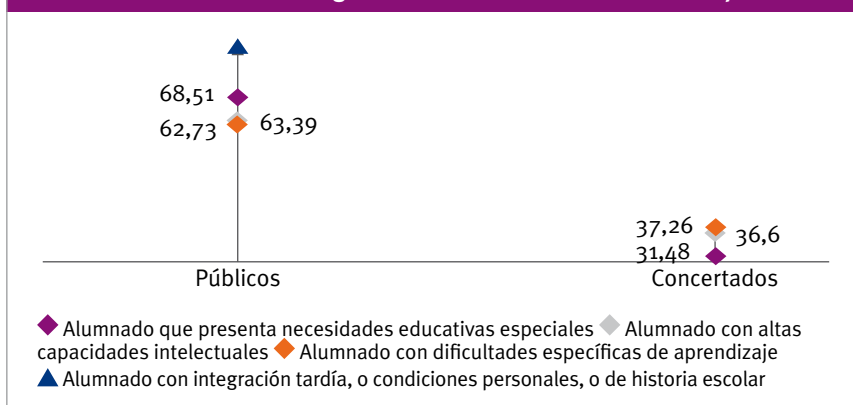 68,51
62,73 63,39
37,26
36,6
31,48
Públicos Concertados
Alumnado que presenta necesidades educativas especiales Alumnado con altas
capacidades intelectuales Alumnado con dificultades específicas de aprendizaje
Alumnado con integración tardía, o condiciones personales, o de historia escolar